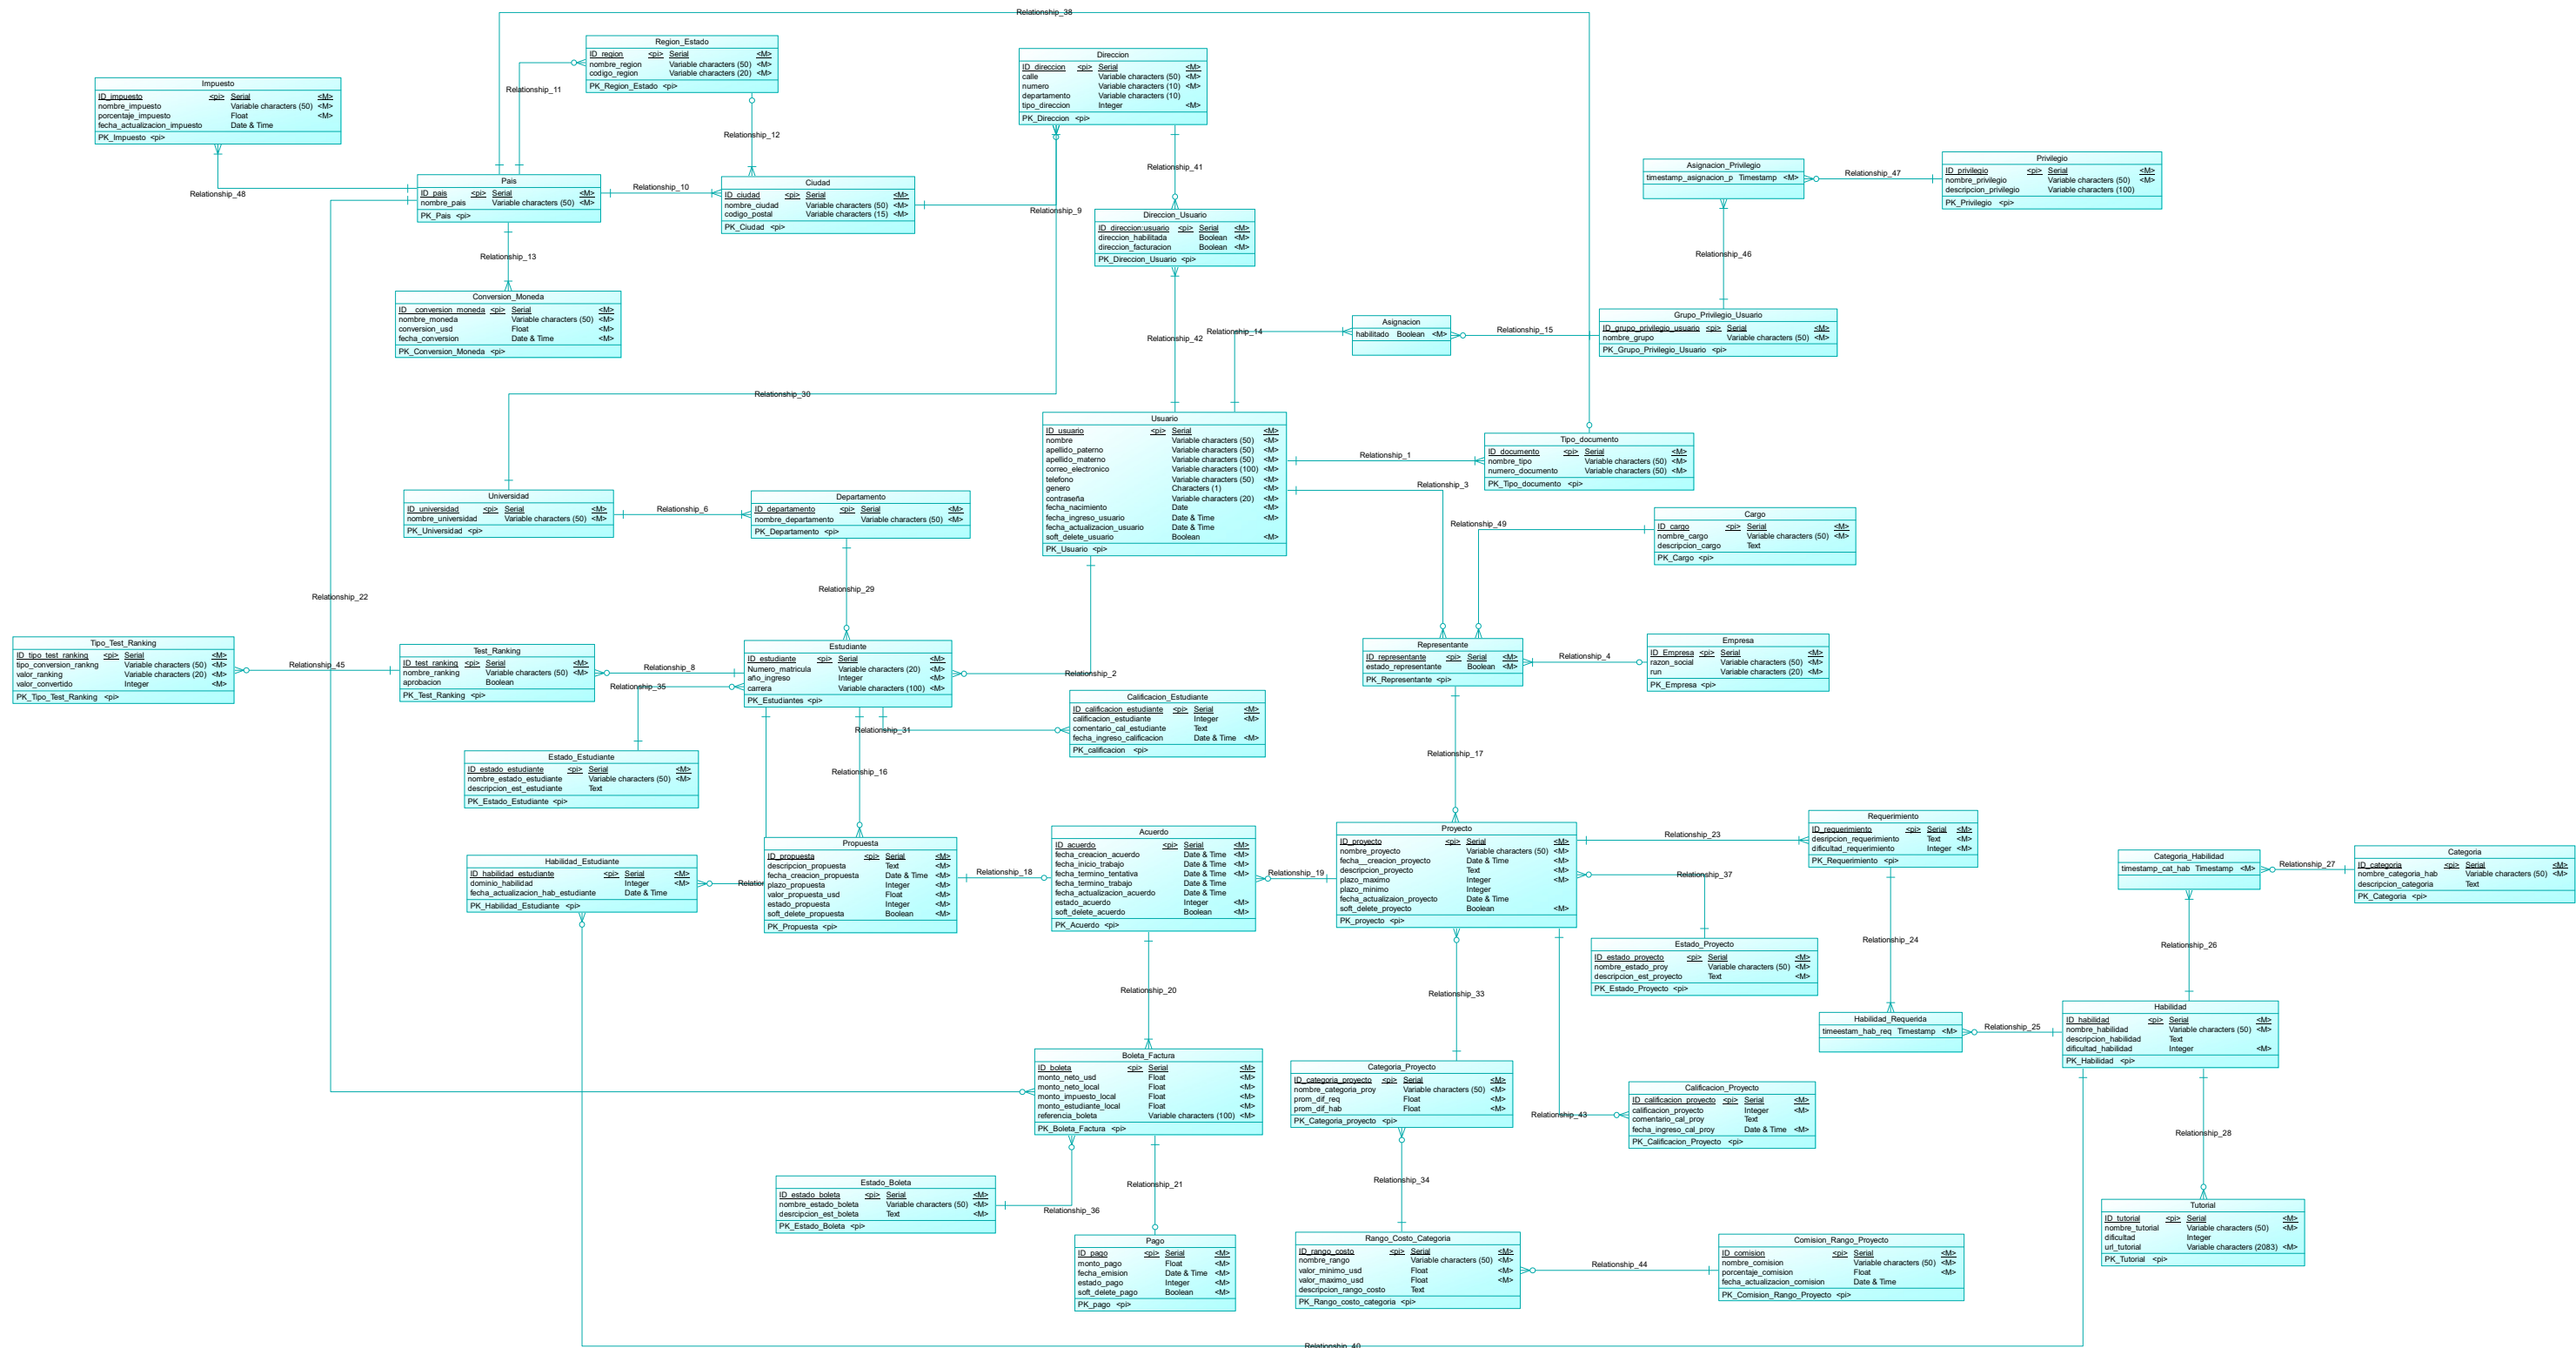 Relationship_38
Region_Estado
ID_region <pi> Serial <M>
nombre_region Variable characters (50) <M>
codigo_region Variable characters (20) <M>
PK_Region_Estado <pi>
Direccion
ID_direccion <pi> Serial <M>
calle Variable characters (50) <M>
numero Variable characters (10) <M>
departamento Variable characters (10)
tipo_direccion Integer <M>
PK_Direccion <pi>
Impuesto
ID_impuesto <pi> Serial <M>
nombre_impuesto Variable characters (50) <M>
porcentaje_impuesto Float <M>
fecha_actualizacion_impuesto Date & Time
PK_Impuesto <pi>
Relationship_11
Relationship_12
Relationship_41
Relationship_48
Pais
ID_pais <pi> Serial <M>
nombre_pais Variable characters (50) <M>
PK_Pais <pi>
Relationship_10
Ciudad
ID_ciudad <pi> Serial <M>
nombre_ciudad Variable characters (50) <M>
codigo_postal Variable characters (15) <M>
PK_Ciudad <pi>
Relationship_9
Direccion_Usuario
ID_direccion:usuario <pi> Serial <M>
direccion_habilitada Boolean <M>
direccion_facturacion Boolean <M>
PK_Direccion_Usuario <pi>
Asignacion_Privilegio
timestamp_asignacion_p Timestamp <M>
Relationship_47
Privilegio
ID_privilegio <pi> Serial <M>
nombre_privilegio Variable characters (50) <M>
descripcion_privilegio Variable characters (100)
PK_Privilegio <pi>
Relationship_13
Relationship_46
Conversion_Moneda
ID__conversion_moneda <pi> Serial <M>
nombre_moneda Variable characters (50) <M>
conversion_usd Float <M>
fecha_conversion Date & Time <M>
PK_Conversion_Moneda <pi>
Relationship_42
Relationship_14
Asignacion
habilitado Boolean <M>
Relationship_15
Grupo_Privilegio_Usuario
ID_grupo_privilegio_usuario <pi> Serial <M>
nombre_grupo Variable characters (50) <M>
PK_Grupo_Privilegio_Usuario <pi>
Relationship_30
Usuario
ID_usuario <pi> Serial <M>
nombre Variable characters (50) <M>
apellido_paterno Variable characters (50) <M>
apellido_materno Variable characters (50) <M>
correo_electronico Variable characters (100) <M>
telefono Variable characters (50) <M>
genero Characters (1) <M>
contraseña Variable characters (20) <M>
fecha_nacimiento Date <M>
fecha_ingreso_usuario Date & Time <M>
fecha_actualizacion_usuario Date & Time
soft_delete_usuario Boolean <M>
PK_Usuario <pi>
Relationship_1
Tipo_documento
ID_documento <pi> Serial <M>
nombre_tipo Variable characters (50) <M>
numero_documento Variable characters (50) <M>
PK_Tipo_documento <pi>
Relationship_3
Universidad
ID_universidad <pi> Serial <M>
nombre_universidad Variable characters (50) <M>
PK_Universidad <pi>
Relationship_6
Departamento
ID_departamento <pi> Serial <M>
nombre_departamento Variable characters (50) <M>
PK_Departamento <pi>
Relationship_49
Cargo
ID_cargo <pi> Serial <M>
nombre_cargo Variable characters (50) <M>
descripcion_cargo Text
PK_Cargo <pi>
Relationship_22
Relationship_29
Tipo_Test_Ranking
ID_tipo_test_ranking <pi> Serial <M>
tipo_conversion_rankng Variable characters (50) <M>
valor_ranking Variable characters (20) <M>
valor_convertido Integer <M>
PK_Tipo_Test_Ranking <pi>
Relationship_45
Test_Ranking
ID_test_ranking <pi> Serial <M>
nombre_ranking Variable characters (50) <M>
aprobacion Boolean
PK_Test_Ranking <pi>
Relationship_8
Relationship_35
Estudiante
ID_estudiante <pi> Serial <M>
Numero_matricula Variable characters (20) <M>
año_ingreso Integer <M>
carrera Variable characters (100) <M>
PK_Estudiantes <pi>
Relationship_2
Representante
ID_representante <pi> Serial <M>
estado_representante Boolean <M>
PK_Representante <pi>
Relationship_4
Empresa
ID_Empresa <pi> Serial <M>
razon_social Variable characters (50) <M>
run Variable characters (20) <M>
PK_Empresa <pi>
Calificacion_Estudiante
ID_calificacion_estudiante <pi> Serial <M>
calificacion_estudiante Integer <M>
comentario_cal_estudiante Text
fecha_ingreso_calificacion Date & Time <M>
PK_calificacion <pi>
Relationship_31
Relationship_16
Relationship_17
Estado_Estudiante
ID_estado_estudiante <pi> Serial <M>
nombre_estado_estudiante Variable characters (50) <M>
descripcion_est_estudiante Text
PK_Estado_Estudiante <pi>
Habilidad_Estudiante
ID_habilidad_estudiante <pi> Serial <M>
dominio_habilidad Integer <M>
fecha_actualizacion_hab_estudiante Date & Time
PK_Habilidad_Estudiante <pi>
Relation
Propuesta
ID_propuesta <pi> Serial <M>
descripcion_propuesta Text <M>
fecha_creacion_propuesta Date & Time <M>
plazo_propuesta Integer <M>
valor_propuesta_usd Float <M>
estado_propuesta Integer <M>
soft_delete_propuesta Boolean <M>
PK_Propuesta <pi>
Relationship_18
Acuerdo
ID_acuerdo <pi> Serial <M>
fecha_creacion_acuerdo Date & Time <M>
fecha_inicio_trabajo Date & Time <M>
fecha_termino_tentativa Date & Time <M>
fecha_termino_trabajo Date & Time
fecha_actualizacion_acuerdo Date & Time
estado_acuerdo Integer <M>
soft_delete_acuerdo Boolean <M>
PK_Acuerdo <pi>
Relationship_19
Proyecto
ID_proyecto <pi> Serial <M>
nombre_proyecto Variable characters (50) <M>
fecha__creacion_proyecto Date & Time <M>
descripcion_proyecto Text <M>
plazo_maximo Integer <M>
plazo_minimo Integer
fecha_actualizaion_proyecto Date & Time
soft_delete_proyecto Boolean <M>
PK_proyecto <pi>
Relationship_23
Requerimiento
ID_requerimiento <pi> Serial <M>
desripcion_requerimiento Text <M>
dificultad_requerimiento Integer <M>
PK_Requerimiento <pi>
Relationship_37
Categoria_Habilidad
timestamp_cat_hab Timestamp <M>
Relationship_27
Categoria
ID_categoria <pi> Serial <M>
nombre_categoria_hab Variable characters (50) <M>
descripcion_categoria Text
PK_Categoria <pi>
Estado_Proyecto
ID_estado_proyecto <pi> Serial <M>
nombre_estado_proy Variable characters (50) <M>
descripcion_est_proyecto Text <M>
PK_Estado_Proyecto <pi>
Relationship_24
Relationship_26
Relationship_20
Relationship_33
Habilidad_Requerida
timeestam_hab_req Timestamp <M>
Relationship_25
Habilidad
ID_habilidad <pi> Serial <M>
nombre_habilidad Variable characters (50) <M>
descripcion_habilidad Text
dificultad_habilidad Integer <M>
PK_Habilidad <pi>
Boleta_Factura
ID_boleta <pi> Serial <M>
monto_neto_usd Float <M>
monto_neto_local Float <M>
monto_impuesto_local Float <M>
monto_estudiante_local Float <M>
referencia_boleta Variable characters (100) <M>
PK_Boleta_Factura <pi>
Categoria_Proyecto
ID_categoria_proyecto <pi> Serial <M>
nombre_categoria_proy Variable characters (50) <M>
prom_dif_req Float <M>
prom_dif_hab Float <M>
PK_Categoria_proyecto <pi>
Relationship_43
Calificacion_Proyecto
ID_calificacion_proyecto <pi> Serial <M>
calificacion_proyecto Integer <M>
comentario_cal_proy Text
fecha_ingreso_cal_proy Date & Time <M>
PK_Calificacion_Proyecto <pi>
Relationship_28
Estado_Boleta
ID_estado_boleta <pi> Serial <M>
nombre_estado_boleta Variable characters (50) <M>
desrcipcion_est_boleta Text <M>
PK_Estado_Boleta <pi>
Relationship_36
Relationship_21
Relationship_34
Tutorial
ID_tutorial <pi> Serial <M>
nombre_tutorial Variable characters (50) <M>
dificultad Integer
url_tutorial Variable characters (2083) <M>
PK_Tutorial <pi>
Pago
ID_pago <pi> Serial <M>
monto_pago Float <M>
fecha_emision Date & Time <M>
estado_pago Integer <M>
soft_delete_pago Boolean <M>
PK_pago <pi>
Rango_Costo_Categoria
ID_rango_costo <pi> Serial <M>
nombre_rango Variable characters (50) <M>
valor_minimo_usd Float <M>
valor_maximo_usd Float <M>
descripcion_rango_costo Text
PK_Rango_costo_categoria <pi>
Relationship_44
Comision_Rango_Proyecto
ID_comision <pi> Serial <M>
nombre_comision Variable characters (50) <M>
porcentaje_comision Float <M>
fecha_actualizacion_comision Date & Time
PK_Comision_Rango_Proyecto <pi>
Relationship_40